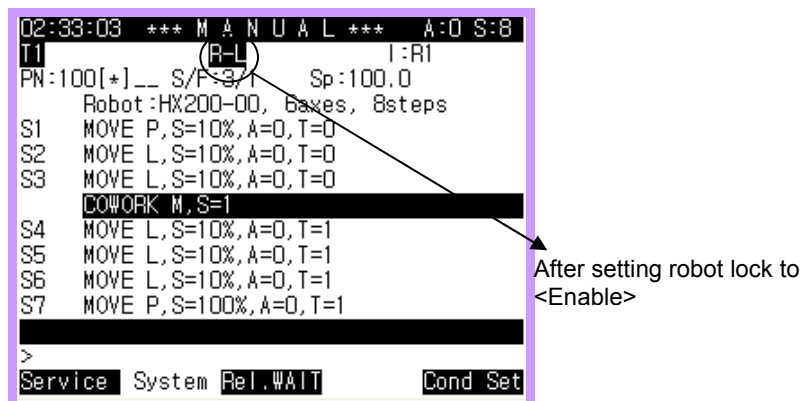 02:33:03 *** M A N U A L *** A:0 S:8
T1 R-L I:R1
PN:100[*]__ S/F:3/1 Sp:100.0
Robot:HX200-00, 6axes, 8steps
S1 MOVE P,S=10%,A=0,T=0
S2 MOVE L,S=10%,A=0,T=0
S3 MOVE L,S=10%,A=0,T=0
COWORK M,S=1
S4 MOVE L,S=10%,A=0,T=1
S5 MOVE L,S=10%,A=0,T=1
S6 MOVE L,S=10%,A=0,T=1
S7 MOVE P,S=100%,A=0,T=1
>
Service System Rel.WAIT Cond Set
After setting robot lock to
<Enable>